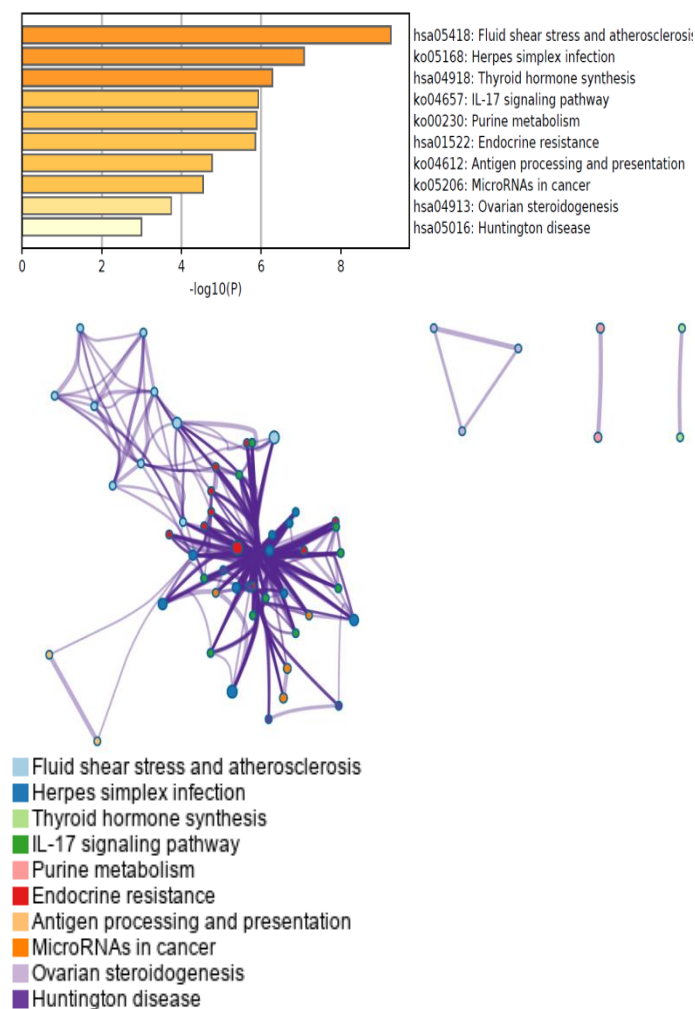 hsa05418: Fluid shear stress and atherosclerosis
ko05168: Herpes simplex infection
hsa04918: Thyroid hormone synthesis
ko04657: IL-17 signaling pathway
ko00230: Purine metabolism
hsa01522: Endocrine resistance
ko04612: Antigen processing and presentation
ko05206: MicroRNAs in cancer
hsa04913: Ovarian steroidogenesis
hsa05016: Huntington disease
0 2 4 6 8
-log10(P)
Fluid shear stress and atherosclerosis
Herpes simplex infection
Thyroid hormone synthesis
IL-17 signaling pathway
Purine metabolism
Endocrine resistance
Antigen processing and presentation
MicroRNAs in cancer
Ovarian steroidogenesis
Huntington disease